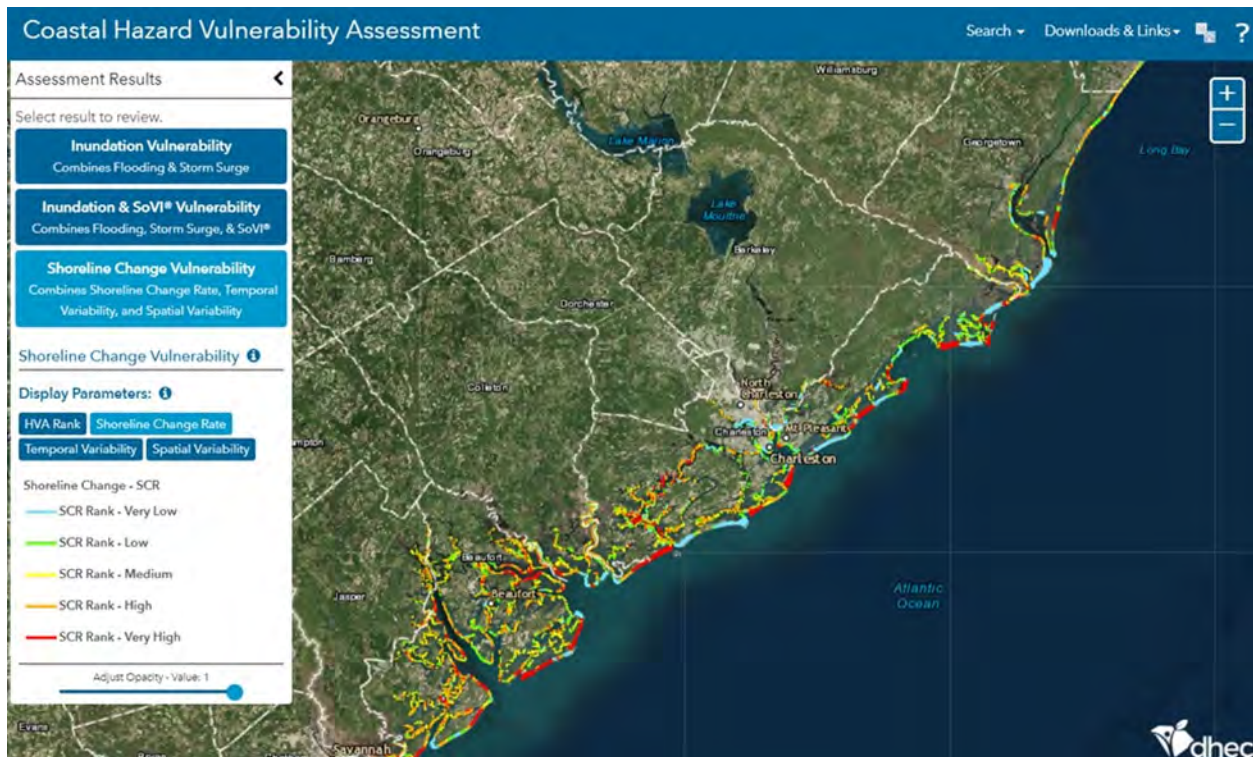 Coastal Hazard Vulnerability Assessment
Search
Downloads & Links
?
Assessment Results
Select result to review.
Inundation Vulnerability
Combines Flooding & Storm Surge
Inundation & SoVI® Vulnerability
Combines Flooding, Storm Surge, & SoVI®
Shoreline Change Vulnerability
Combines Shoreline Change Rate, Temporal
Variability, and Spatial Variability
Shoreline Change Vulnerability
Display Parameters:
HVA Rank
Shoreline Change Rate
Temporal Variability
Spatial Variability
Shoreline Change - SCR
SCR Rank - Very Low
SCR Rank - Low
SCR Rank - Medium
SCR Rank - High
SCR Rank - Very High
Adjust Opacity - Value: 1
+
−
Williamsburg
Orangeburg
Orangeburg
Lake Marion
Georgetown
Long Bay
Lake
Moultrie
Berkeley
Bamberg
Dorchester
Colleton
North
Charleston
Charleston
Mt Pleasant
Charleston
Beaufort
Beaufort
Jasper
Atlantic
Ocean
Evans
Savannah
dhec